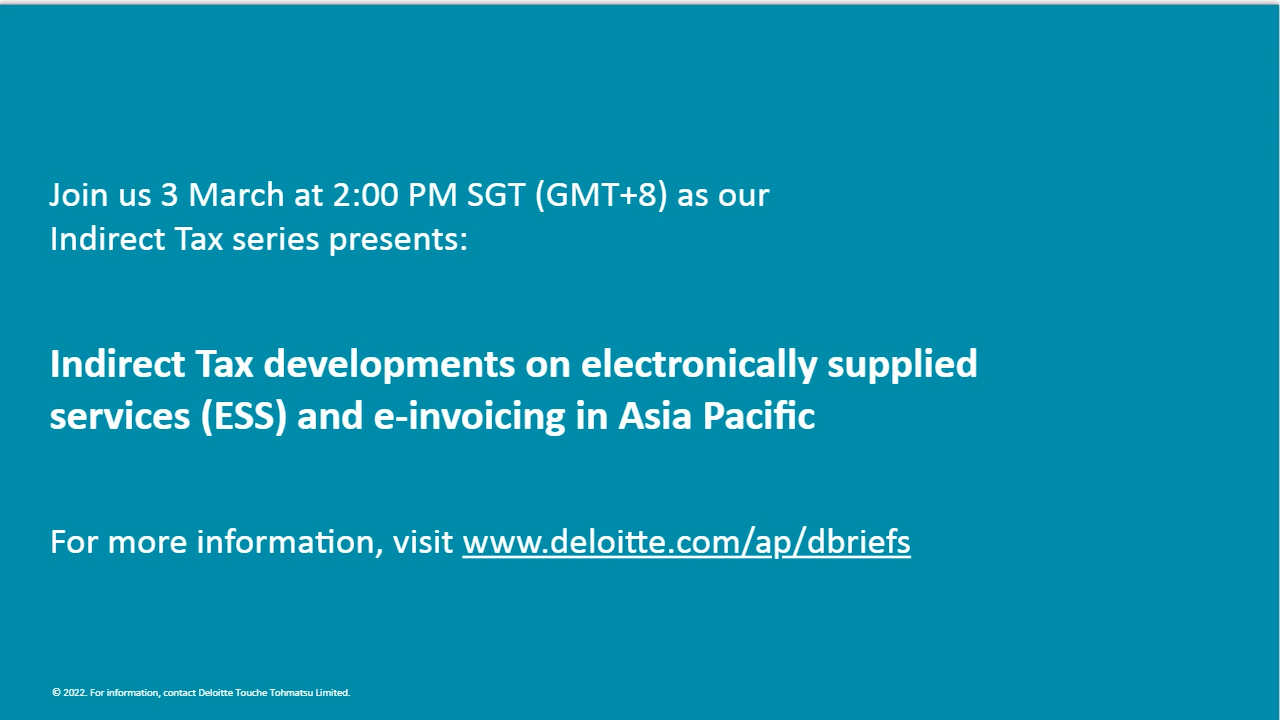 Join us 3 March at 2:00 PM SGT (GMT+8) as our
Indirect Tax series presents:
Indirect Tax developments on electronically supplied
services (ESS) and e-invoicing in Asia Pacific
For more information, visit www.deloitte.com/ap/dbriefs
© 2022. For information, contact Deloitte Touche Tohmatsu Limited.